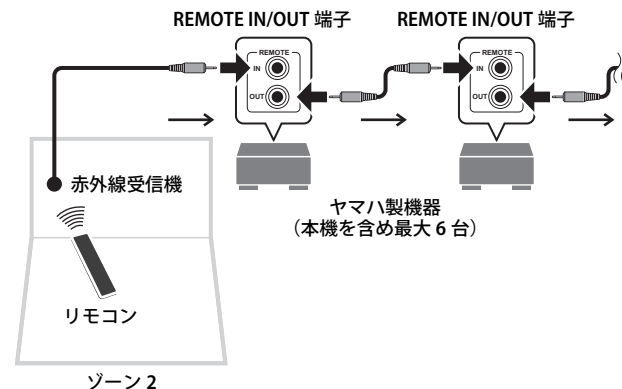 REMOTE IN/OUT 端子
REMOTE IN/OUT 端子
REMOTE
IN
OUT
REMOTE
IN
OUT
赤外線受信機
リモコン
ヤマハ製機器
（本機を含め最大 6 台）
ゾーン 2